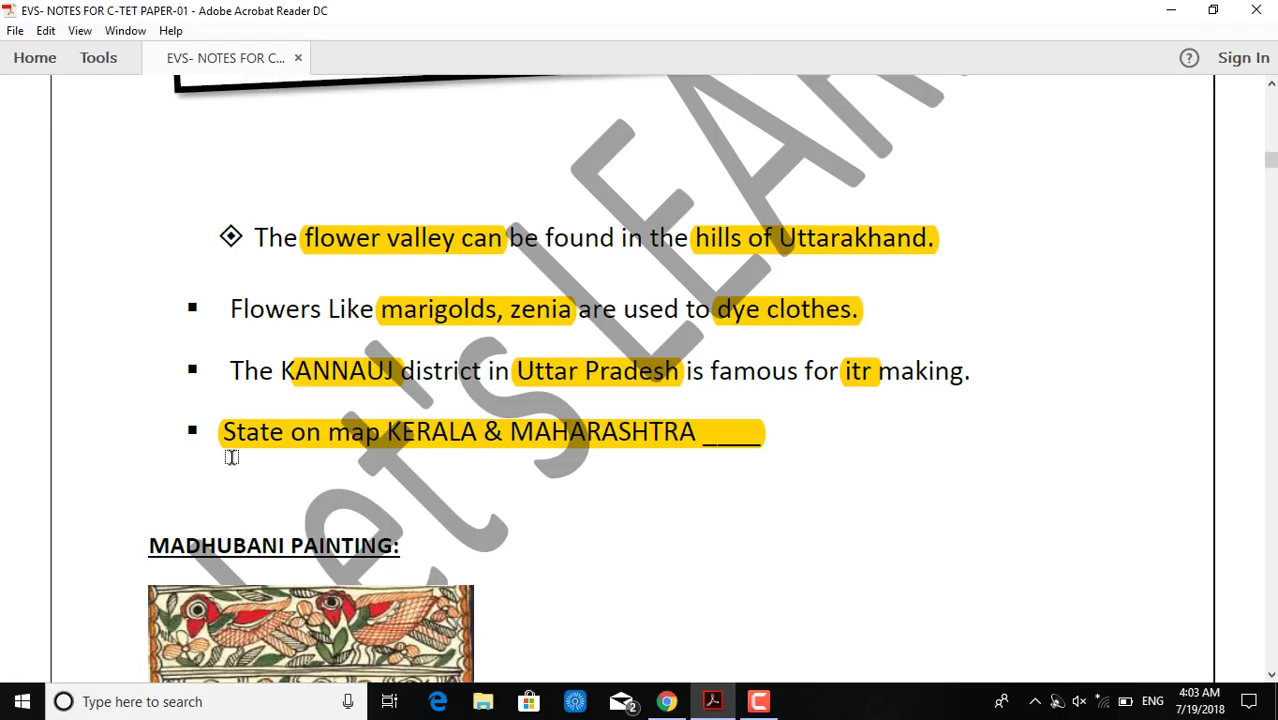 EVS- NOTES FOR C-TET PAPER-01 - Adobe Acrobat Reader DC
File Edit View Window Help
Home Tools EVS- NOTES FOR C... × ? Sign In
The flower valley can be found in the hills of Uttarakhand.
Flowers Like marigolds, zenia are used to dye clothes.
The KANNAUJ district in Uttar Pradesh is famous for itr making.
State on map KERALA & MAHARASHTRA ____
Let's LEAR
MADHUBANI PAINTING:
Type here to search 2 ENG 4:03 AM
7/19/2018